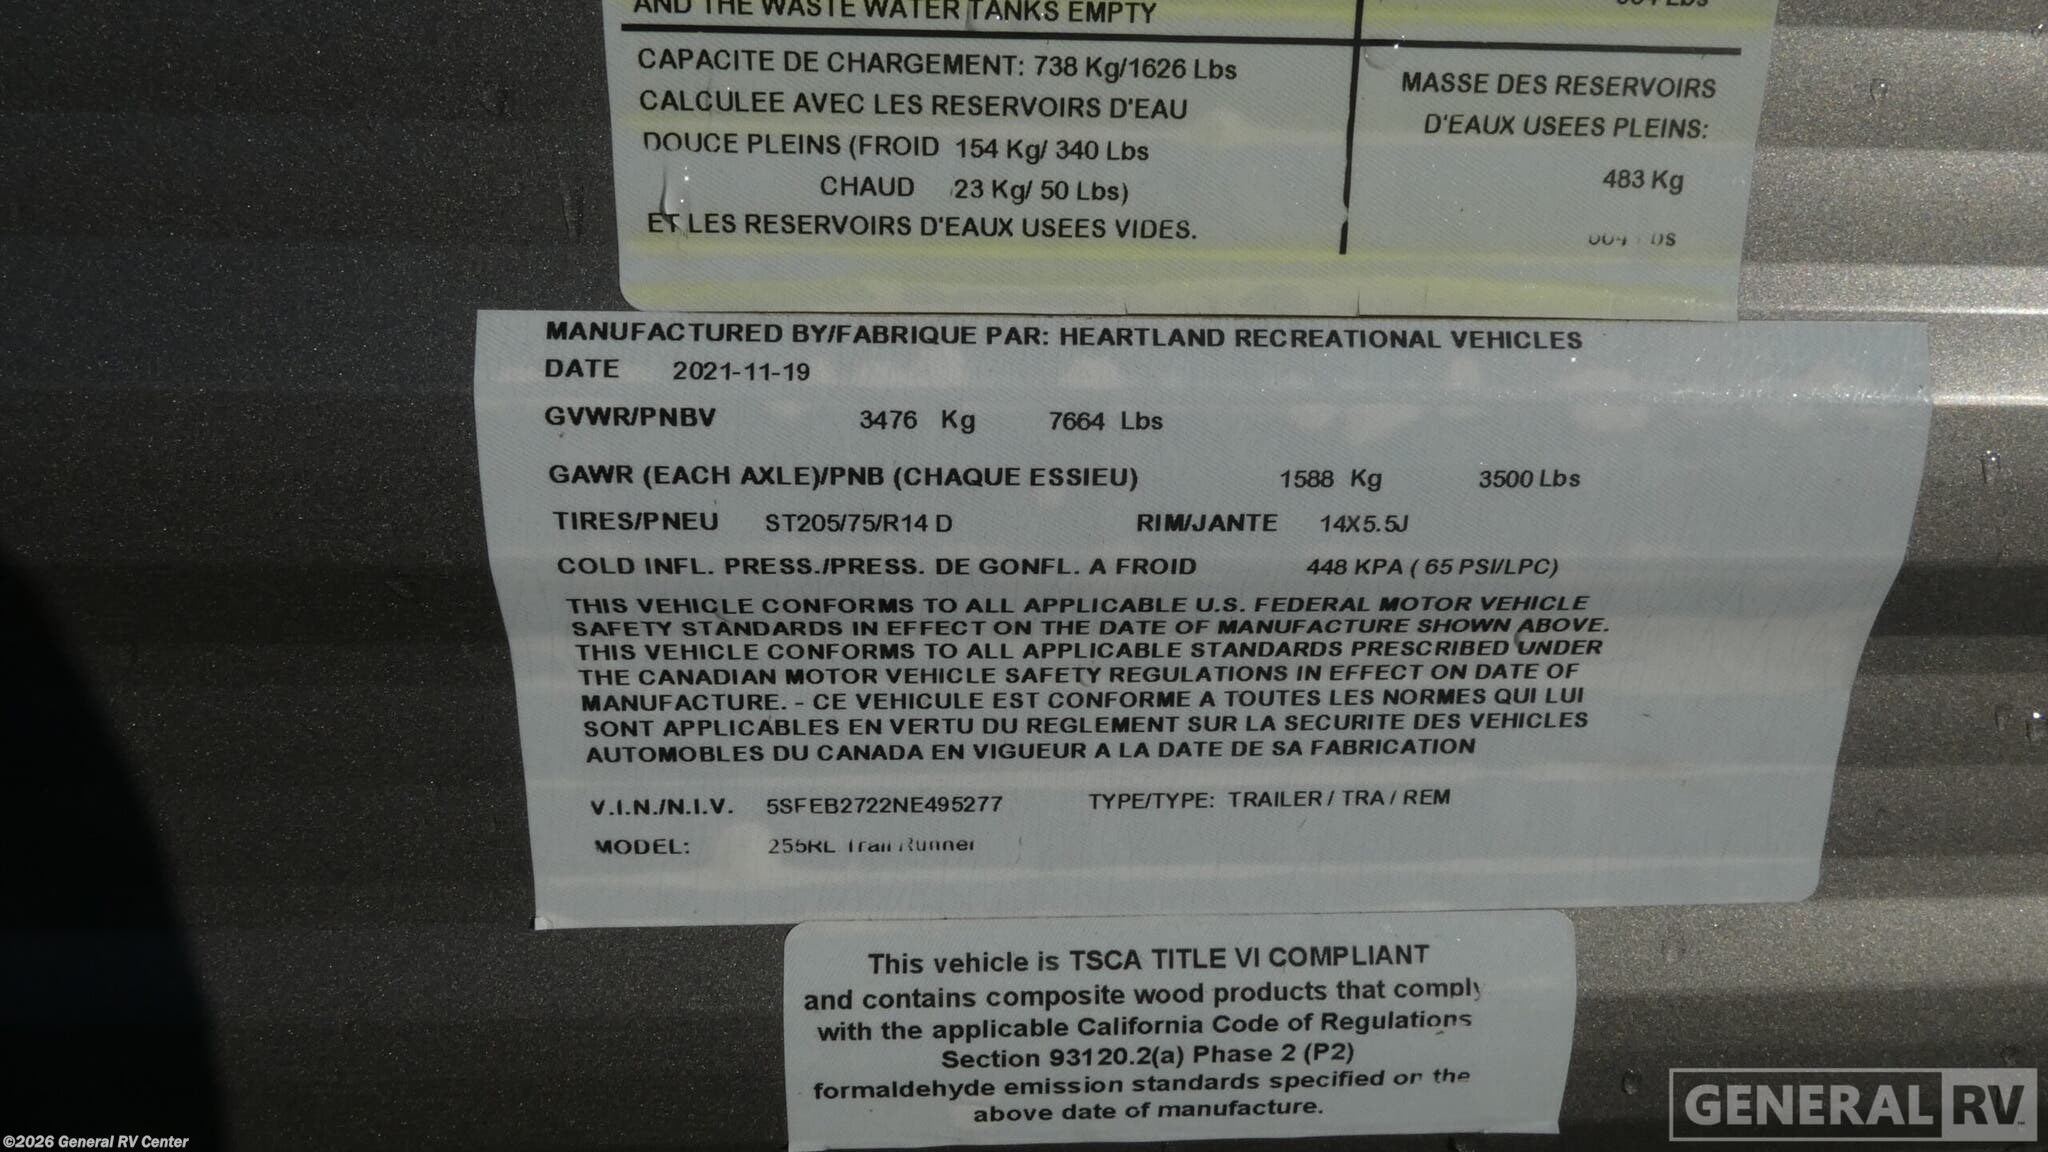 AND THE WASTE WATER TANKS EMPTY
CAPACITE DE CHARGEMENT: 738 Kg/1626 Lbs
CALCULEE AVEC LES RESERVOIRS D'EAU
DOUCE PLEINS (FROID 154 Kg/ 340 Lbs
CHAUD 23 Kg/ 50 Lbs)
ET LES RESERVOIRS D'EAUX USEES VIDES.
Lbs
MASSE DES RESERVOIRS
D'EAUX USEES PLEINS:
483 Kg
MANUFACTURED BY/FABRIQUE PAR: HEARTLAND RECREATIONAL VEHICLES
DATE 2021-11-19
GVWR/PNBV 3476 Kg 7664 Lbs
GAWR (EACH AXLE)/PNB (CHAQUE ESSIEU) 1588 Kg 3500 Lbs
TIRES/PNEU ST205/75/R14 D RIM/JANTE 14X5.5J
COLD INFL. PRESS./PRESS. DE GONFL. A FROID 448 KPA ( 65 PSI/LPC)
THIS VEHICLE CONFORMS TO ALL APPLICABLE U.S. FEDERAL MOTOR VEHICLE
SAFETY STANDARDS IN EFFECT ON THE DATE OF MANUFACTURE SHOWN ABOVE.
THIS VEHICLE CONFORMS TO ALL APPLICABLE STANDARDS PRESCRIBED UNDER
THE CANADIAN MOTOR VEHICLE SAFETY REGULATIONS IN EFFECT ON DATE OF
MANUFACTURE. - CE VEHICULE EST CONFORME A TOUTES LES NORMES QUI LUI
SONT APPLICABLES EN VERTU DU REGLEMENT SUR LA SECURITE DES VEHICLES
AUTOMOBLES DU CANADA EN VIGUEUR A LA DATE DE SA FABRICATION
V.I.N./N.I.V. 5SFEB2722NE495277 TYPE/TYPE: TRAILER / TRA / REM
MODEL: 255RL Trail Runner
This vehicle is TSCA TITLE VI COMPLIANT
and contains composite wood products that comply
with the applicable California Code of Regulations
Section 93120.2(a) Phase 2 (P2)
formaldehyde emission standards specified on the
above date of manufacture.
GENERAL RV
©2026 General RV Center